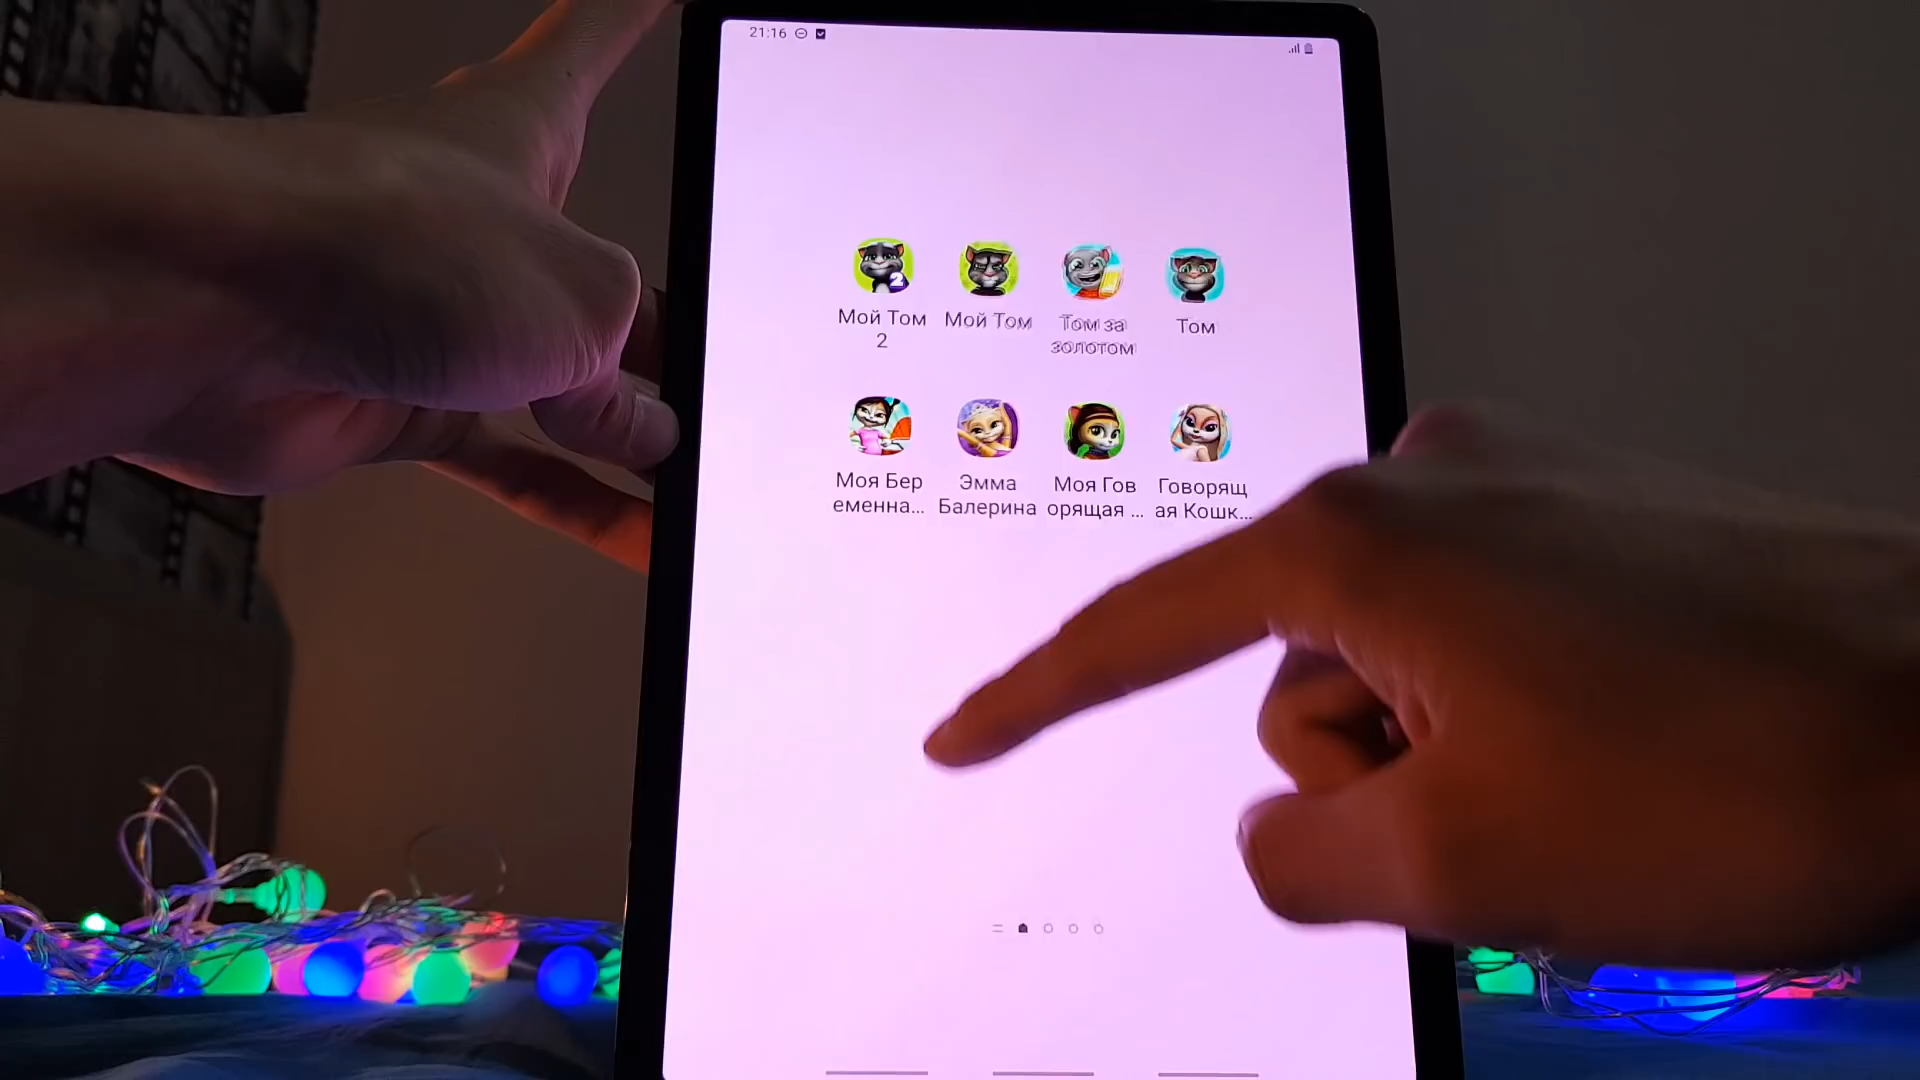 21:16
Мой Том
2
Мой Том
Том за
золотом
Том
Моя Бер
еменна...
Эмма
Балерина
Моя Гов
орящая ...
Говорящ
ая Кошк...